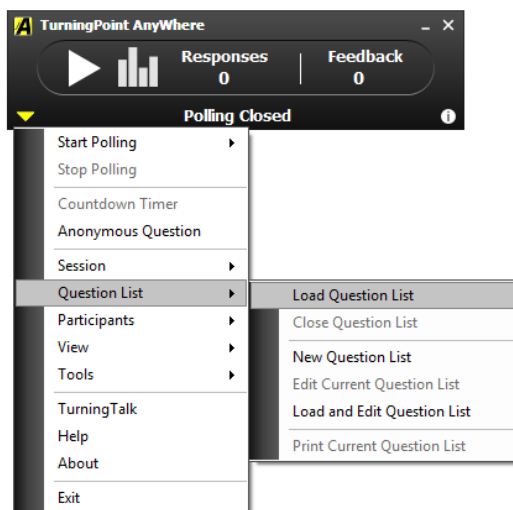 TurningPoint AnyWhere
Responses Feedback
0 0
Polling Closed
Start Polling
Stop Polling
Countdown Timer
Anonymous Question
Session
Question List
Participants
View
Tools
TurningTalk
Help
About
Exit
Load Question List
Close Question List
New Question List
Edit Current Question List
Load and Edit Question List
Print Current Question List